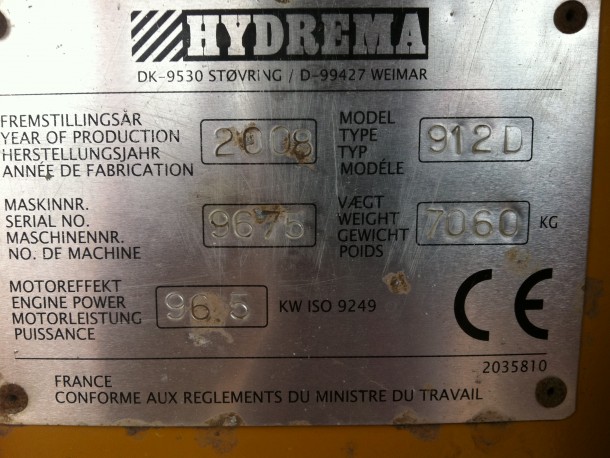 HYDREMA
DK-9530 STØVRING / D-99427 WEIMAR
FREMSTILLINGSÅR
YEAR OF PRODUCTION
HERSTELLUNGSJAHR
ANNÉE DE FABRICATION
2008
MODEL
TYPE
TYP
MODÉLE
912D
MASKINNR.
SERIAL NO.
MASCHINENNR.
NO. DE MACHINE
9675
VÆGT
WEIGHT
GEWICHT
POIDS
7060 KG
MOTOREFFEKT
ENGINE POWER
MOTORLEISTUNG
PUISSANCE
96.5 KW ISO 9249
CE
2035810
FRANCE
CONFORME AUX REGLEMENTS DU MINISTRE DU TRAVAIL